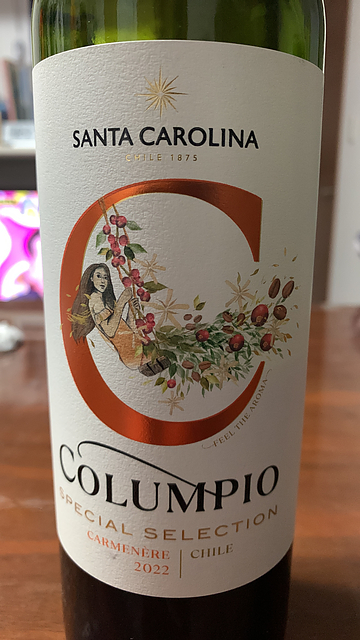 SANTA CAROLINA
CHILE 1875
C
FEEL THE AROMA
COLUMPIO
SPECIAL SELECTION
CARMENERE
2022
CHILE